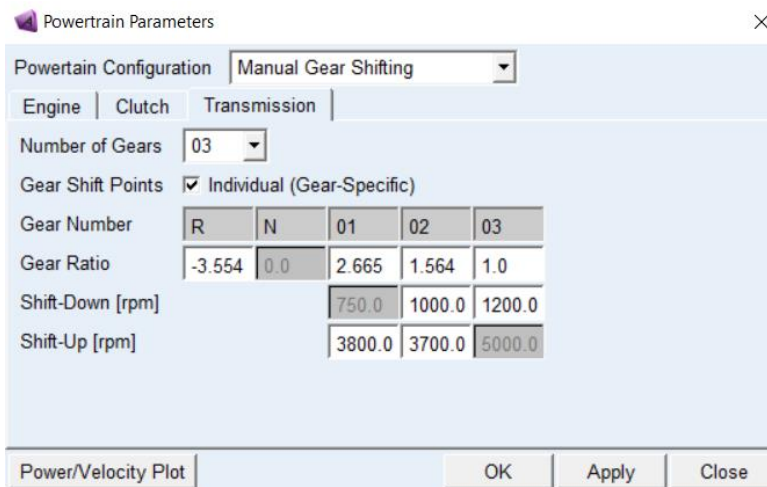 Powertrain Parameters
Powertain Configuration Manual Gear Shifting
Engine Clutch Transmission
Number of Gears 03
Gear Shift Points Individual (Gear-Specific)
Gear Number R N 01 02 03
Gear Ratio -3.554 0.0 2.665 1.564 1.0
Shift-Down [rpm] 750.0 1000.0 1200.0
Shift-Up [rpm] 3800.0 3700.0 5000.0
Power/Velocity Plot OK Apply Close